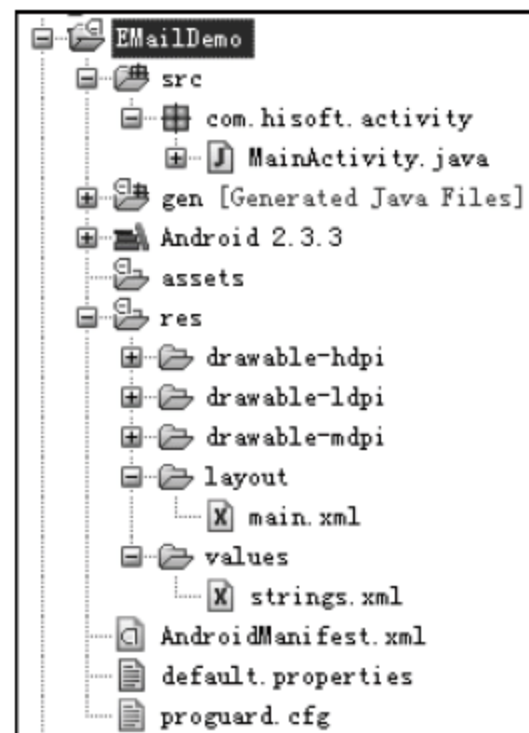 EMailDemo
src
com.hisoft.activity
MainActivity.java
gen [Generated Java Files]
Android 2.3.3
assets
res
drawable-hdpi
drawable-ldpi
drawable-mdpi
layout
main.xml
values
strings.xml
AndroidManifest.xml
default.properties
proguard.cfg